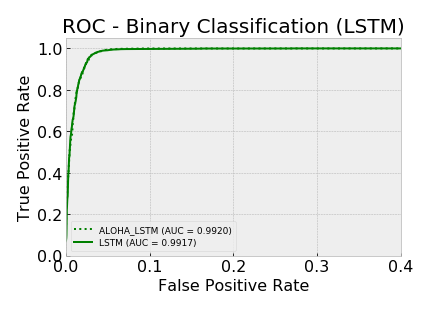 ROC - Binary Classification (LSTM)
True Positive Rate
1.0
0.8
0.6
0.4
0.2
0.0
ALOHA_LSTM (AUC = 0.9920)
LSTM (AUC = 0.9917)
0.0 0.1 0.2 0.3 0.4
False Positive Rate